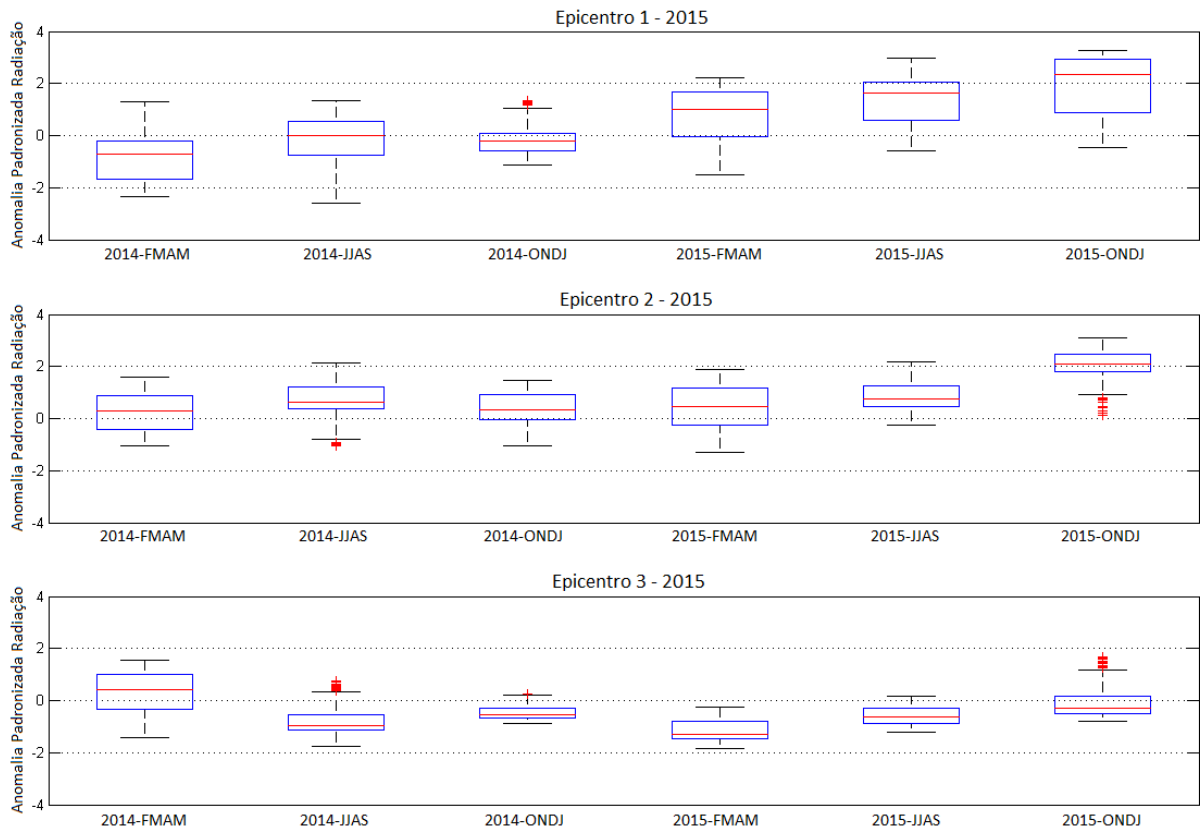 Epicentro 1 - 2015
Anomalia Padronizada Radiação
4
2
0
-2
-4
2014-FMAM 2014-JJAS 2014-ONDJ 2015-FMAM 2015-JJAS 2015-ONDJ
Epicentro 2 - 2015
Anomalia Padronizada Radiação
4
2
0
-2
-4
2014-FMAM 2014-JJAS 2014-ONDJ 2015-FMAM 2015-JJAS 2015-ONDJ
Epicentro 3 - 2015
Anomalia Padronizada Radiação
4
2
0
-2
-4
2014-FMAM 2014-JJAS 2014-ONDJ 2015-FMAM 2015-JJAS 2015-ONDJ